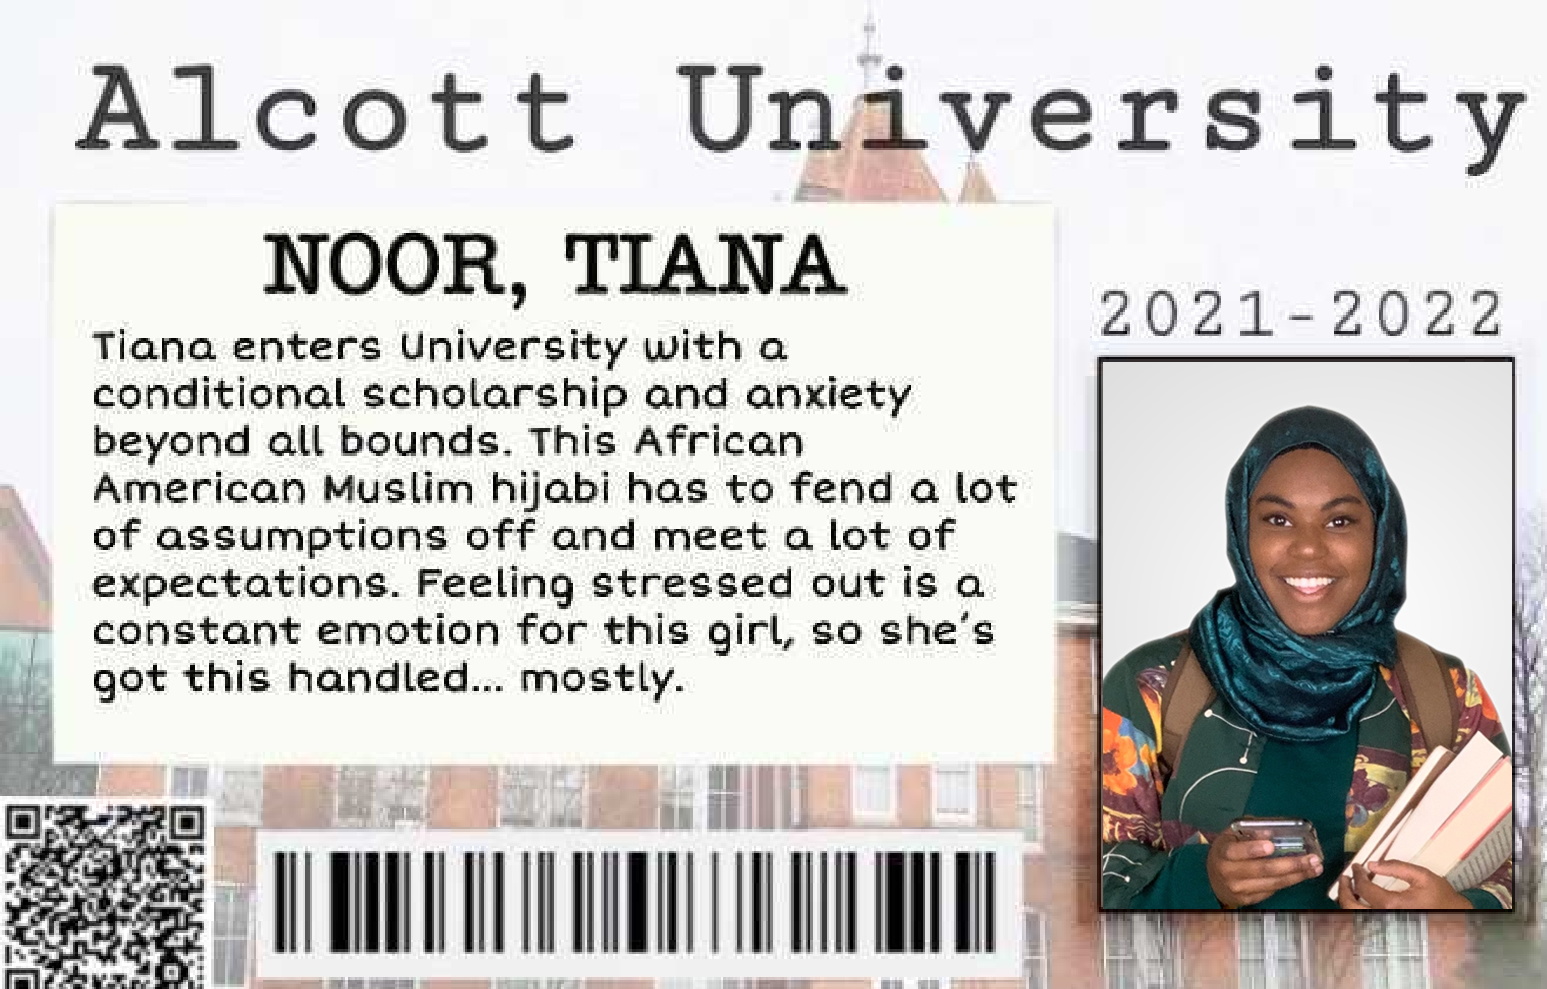 Alcott University
NOOR, TIANA
Tiana enters University with a
conditional scholarship and anxiety
beyond all bounds. This African
American Muslim hijabi has to fend a lot
of assumptions off and meet a lot of
expectations. Feeling stressed out is a
constant emotion for this girl, so she's
got this handled... mostly.
2021-2022